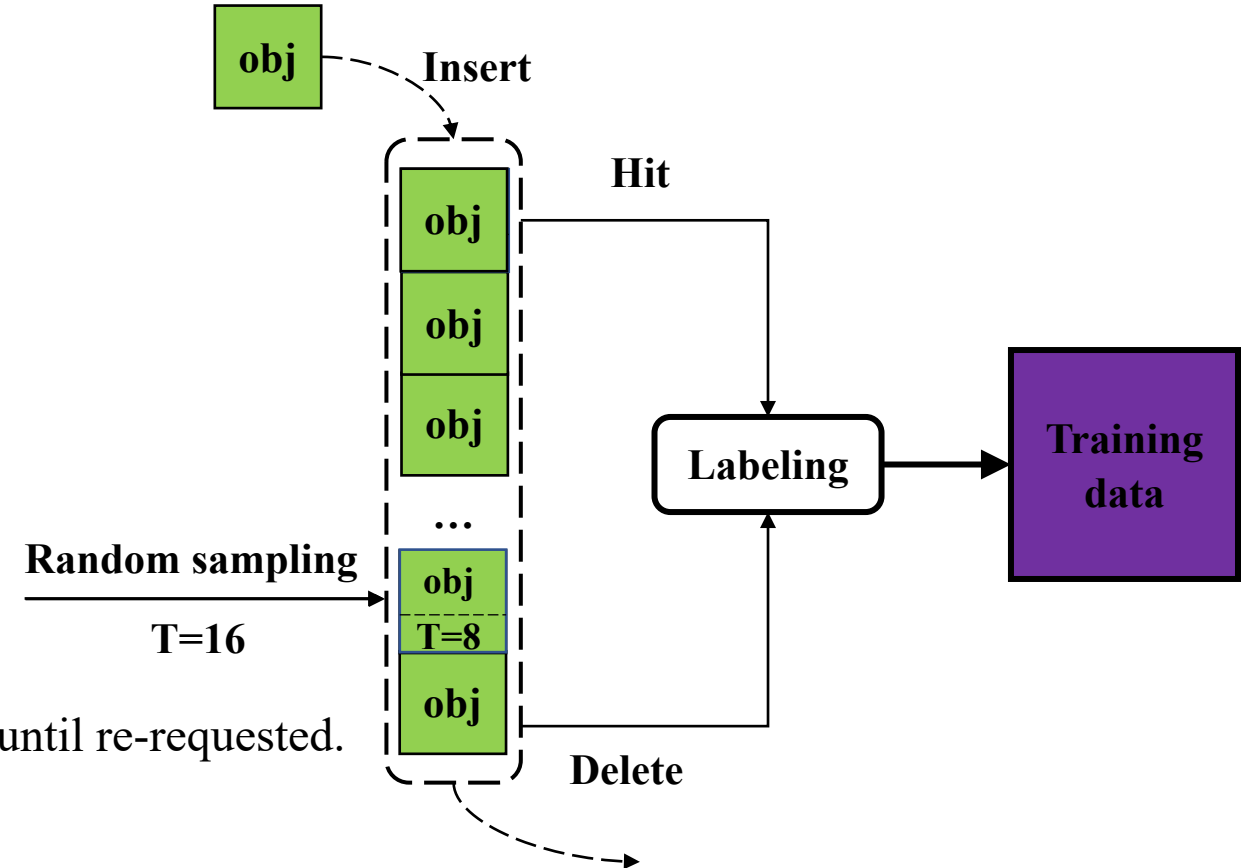 obj
Insert
Hit
obj
obj
obj
...
Labeling
Training
data
Random sampling
T=16
obj
T=8
obj
until re-requested.
Delete